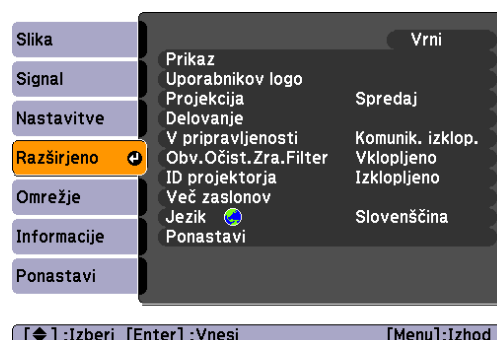 Slika
Signal
Nastavitve
Razširjeno
Omrežje
Informacije
Ponastavi
Vrni
Prikaz
Uporabnikov logo
Projekcija Spredaj
Delovanje
V pripravljenosti Komunik. izklop.
Obv.Očist.Zra.Filter Vklopljeno
ID projektorja Izklopljeno
Več zaslonov
Jezik Slovenščina
Ponastavi
[◆]:Izberi [Enter]:Vnesi [Menu]:Izhod